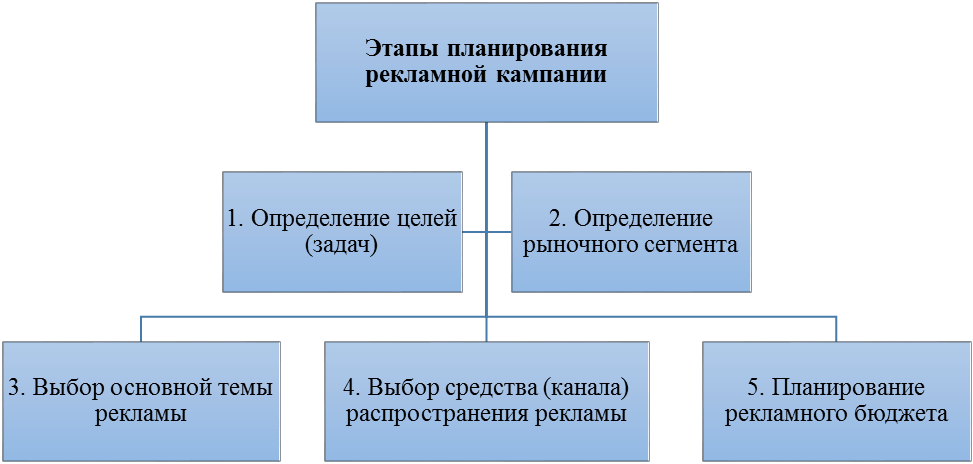 Этапы планирования
рекламной кампании
1. Определение целей
(задач)
2. Определение
рыночного сегмента
3. Выбор основной темы
рекламы
4. Выбор средства (канала)
распространения рекламы
5. Планирование
рекламного бюджета